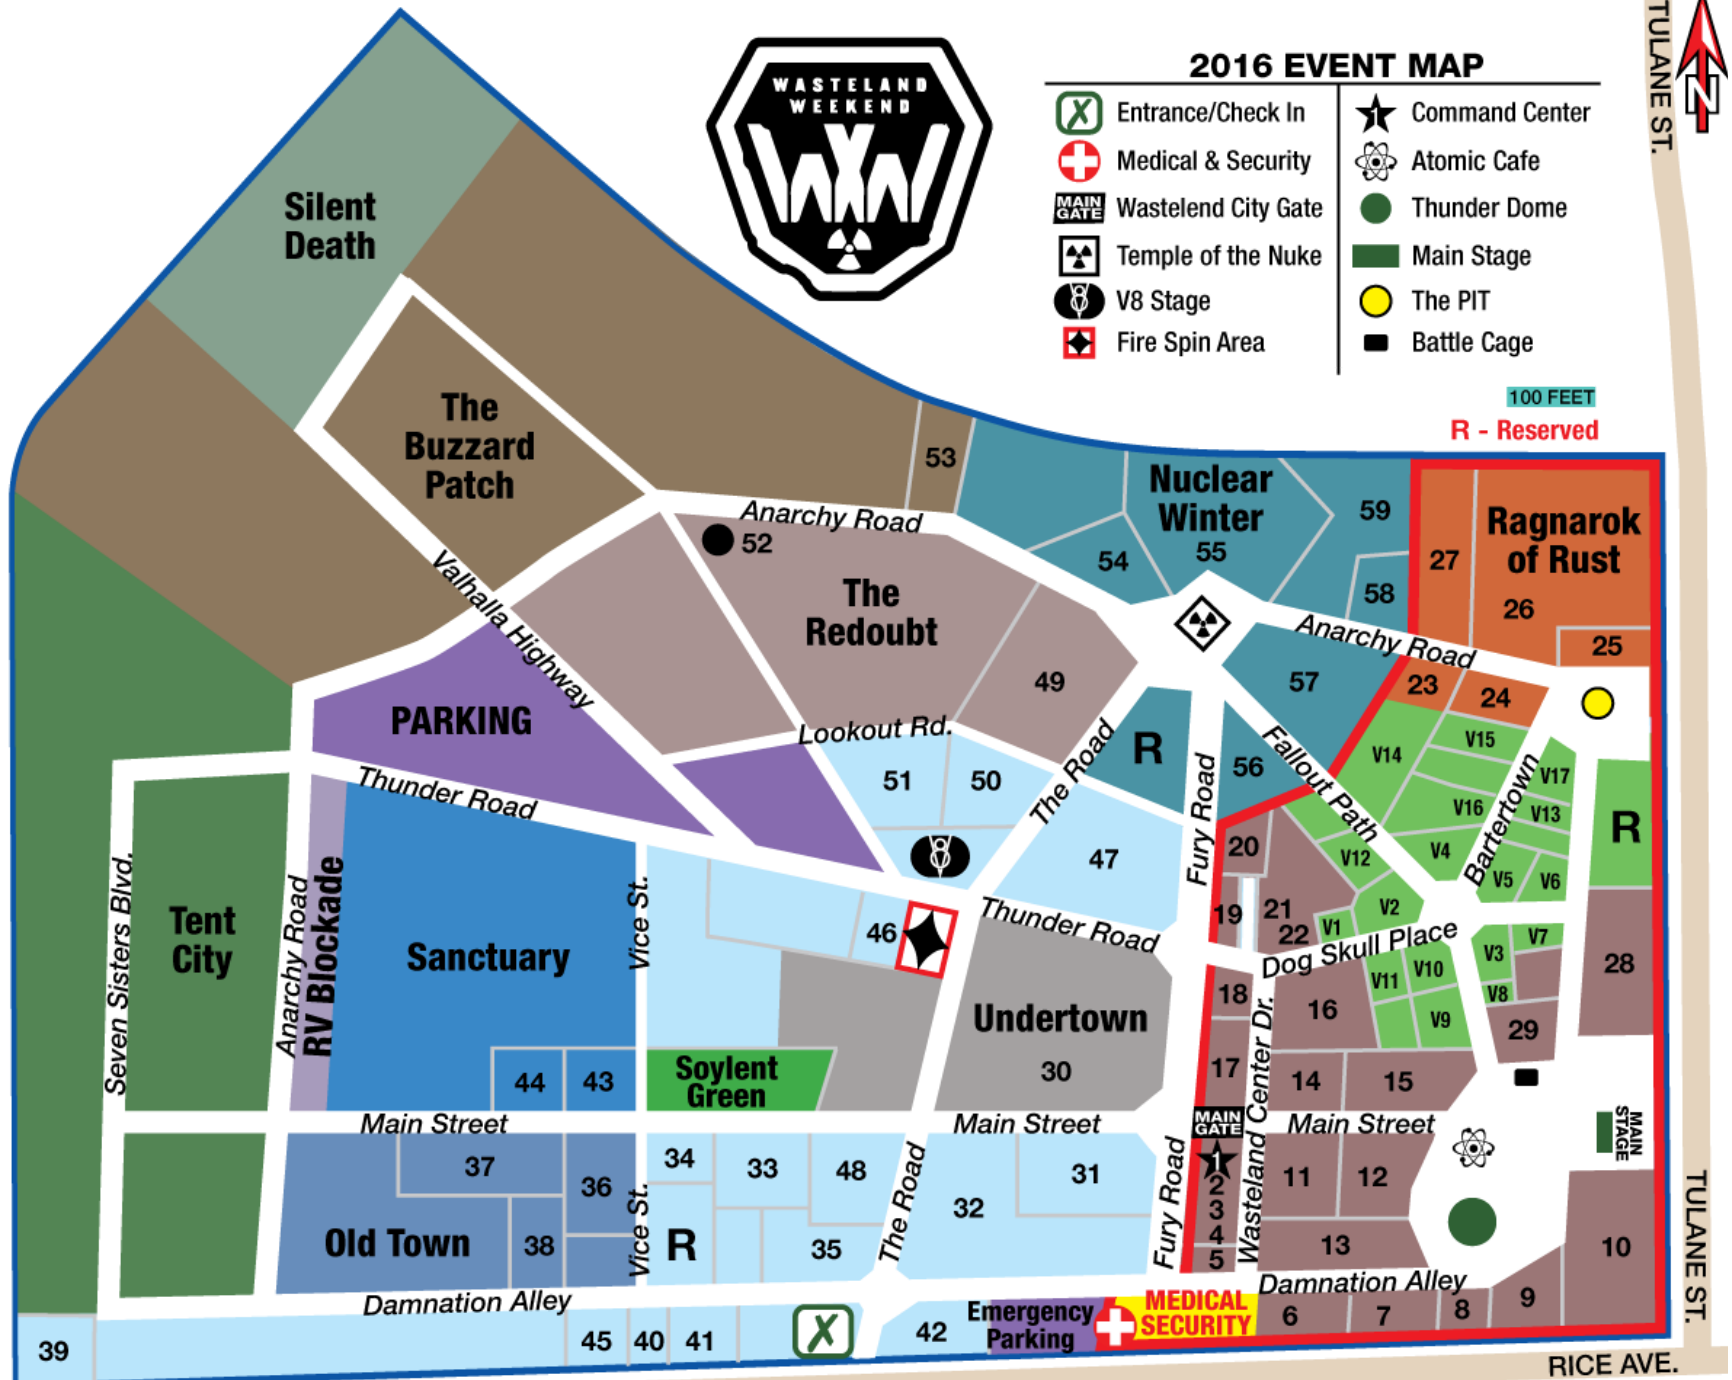 WASTELAND
WEEKEND
WXW
2016 EVENT MAP
X Entrance/Check In
Medical & Security
MAIN GATE Wastelend City Gate
Temple of the Nuke
8 V8 Stage
Fire Spin Area
1 Command Center
Atomic Cafe
Thunder Dome
Main Stage
The PIT
Battle Cage
100 FEET
R - Reserved
TULANE ST.
N
Silent
Death
The
Buzzard
Patch
53
Anarchy Road
52
Nuclear
Winter
55
54
59
58
27
Ragnarok
of Rust
26
25
Valhalla Highway
The
Redoubt
49
Anarchy Road
57
23
24
PARKING
Lookout Rd.
51
50
The Road
R
Fury Road
56
Fallout Path
V14
V15
V16
V17
V13
Bartertown
R
Thunder Road
8
47
20
V12
V4
V5
V6
Seven Sisters Blvd.
Tent
City
Anarchy Road
RV Blockade
Sanctuary
Vice St.
46
Thunder Road
19
21
22
V1
V2
Dog Skull Place
V3
V7
28
Undertown
30
18
16
V11
V10
V8
V9
29
44
43
Soylent
Green
17
Wasteland Center Dr.
14
15
Main Street
Main Street
MAIN
GATE
Main Street
MAIN
STAGE
37
36
34
33
48
31
1
2
3
4
5
11
12
Old Town
38
Vice St.
R
35
The Road
32
Fury Road
13
10
TULANE ST.
Damnation Alley
Damnation Alley
39
45
40
41
X
42
Emergency
Parking
MEDICAL
SECURITY
6
7
8
9
RICE AVE.